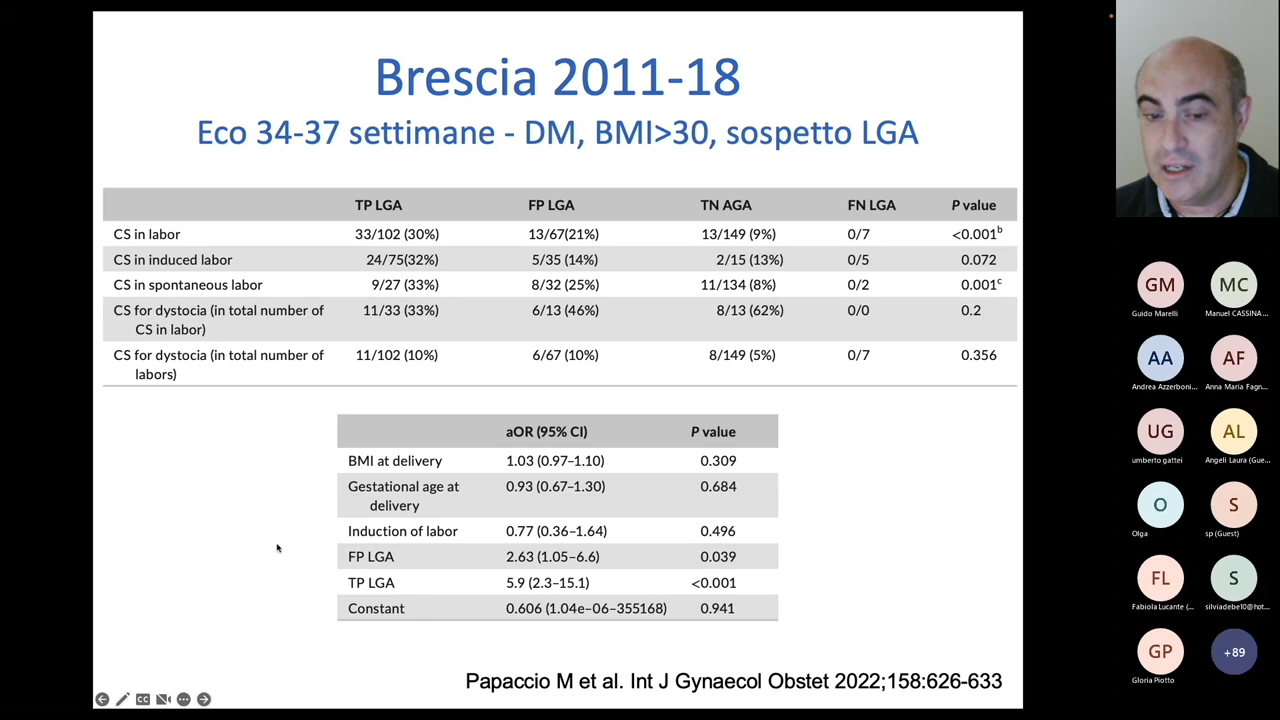 Brescia 2011-18
Eco 34-37 settimane - DM, BMI>30, sospetto LGA
TP LGA FP LGA TN AGA FN LGA P value
CS in labor 33/102 (30%) 13/67(21%) 13/149 (9%) 0/7 <0.001b
CS in induced labor 24/75(32%) 5/35 (14%) 2/15 (13%) 0/5 0.072
CS in spontaneous labor 9/27 (33%) 8/32 (25%) 11/134 (8%) 0/2 0.001c
CS for dystocia (in total number of 11/33 (33%) 6/13 (46%) 8/13 (62%) 0/0 0.2
CS in labor)
CS for dystocia (in total number of 11/102 (10%) 6/67 (10%) 8/149 (5%) 0/7 0.356
labors)
aOR (95% CI) P value
BMI at delivery 1.03 (0.97–1.10) 0.309
Gestational age at 0.93 (0.67–1.30) 0.684
delivery
Induction of labor 0.77 (0.36–1.64) 0.496
FP LGA 2.63 (1.05–6.6) 0.039
TP LGA 5.9 (2.3–15.1) <0.001
Constant 0.606 (1.04e–06–355168) 0.941
Papaccio M et al. Int J Gynaecol Obstet 2022;158:626-633
CC
GM MC
Guido Marelli Manuel CASSINA...
AA AF
Andrea Azzerboni... Anna Maria Fagn...
UG AL
umberto gattei Angeli Laura (Gue...
O S
Olga sp (Guest)
FL S
Fabiola Lucante (... silviadebe10@hot...
GP +89
Gloria Piotto